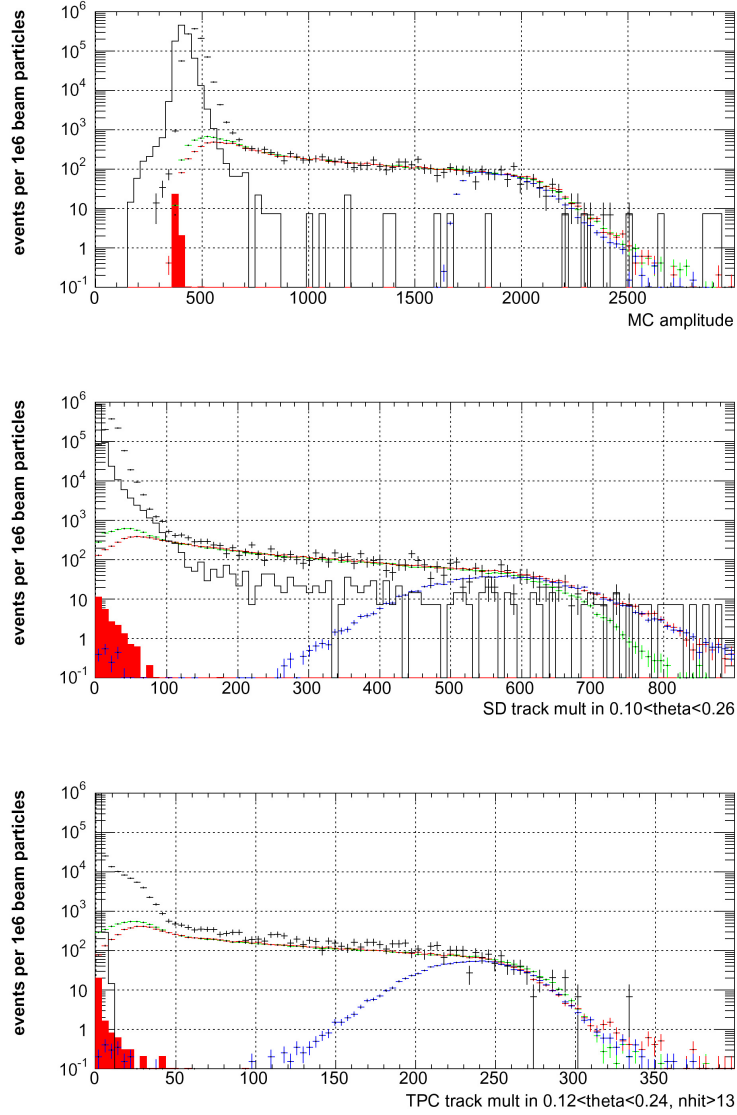 events per 1e6 beam particles
10^6
10^5
10^4
10^3
10^2
10
1
10^-1
0 500 1000 1500 2000 2500
MC amplitude
events per 1e6 beam particles
10^6
10^5
10^4
10^3
10^2
10
1
10^-1
0 100 200 300 400 500 600 700 800
SD track mult in 0.10<theta<0.26
events per 1e6 beam particles
10^6
10^5
10^4
10^3
10^2
10
1
10^-1
0 50 100 150 200 250 300 350
TPC track mult in 0.12<theta<0.24, nhit>13